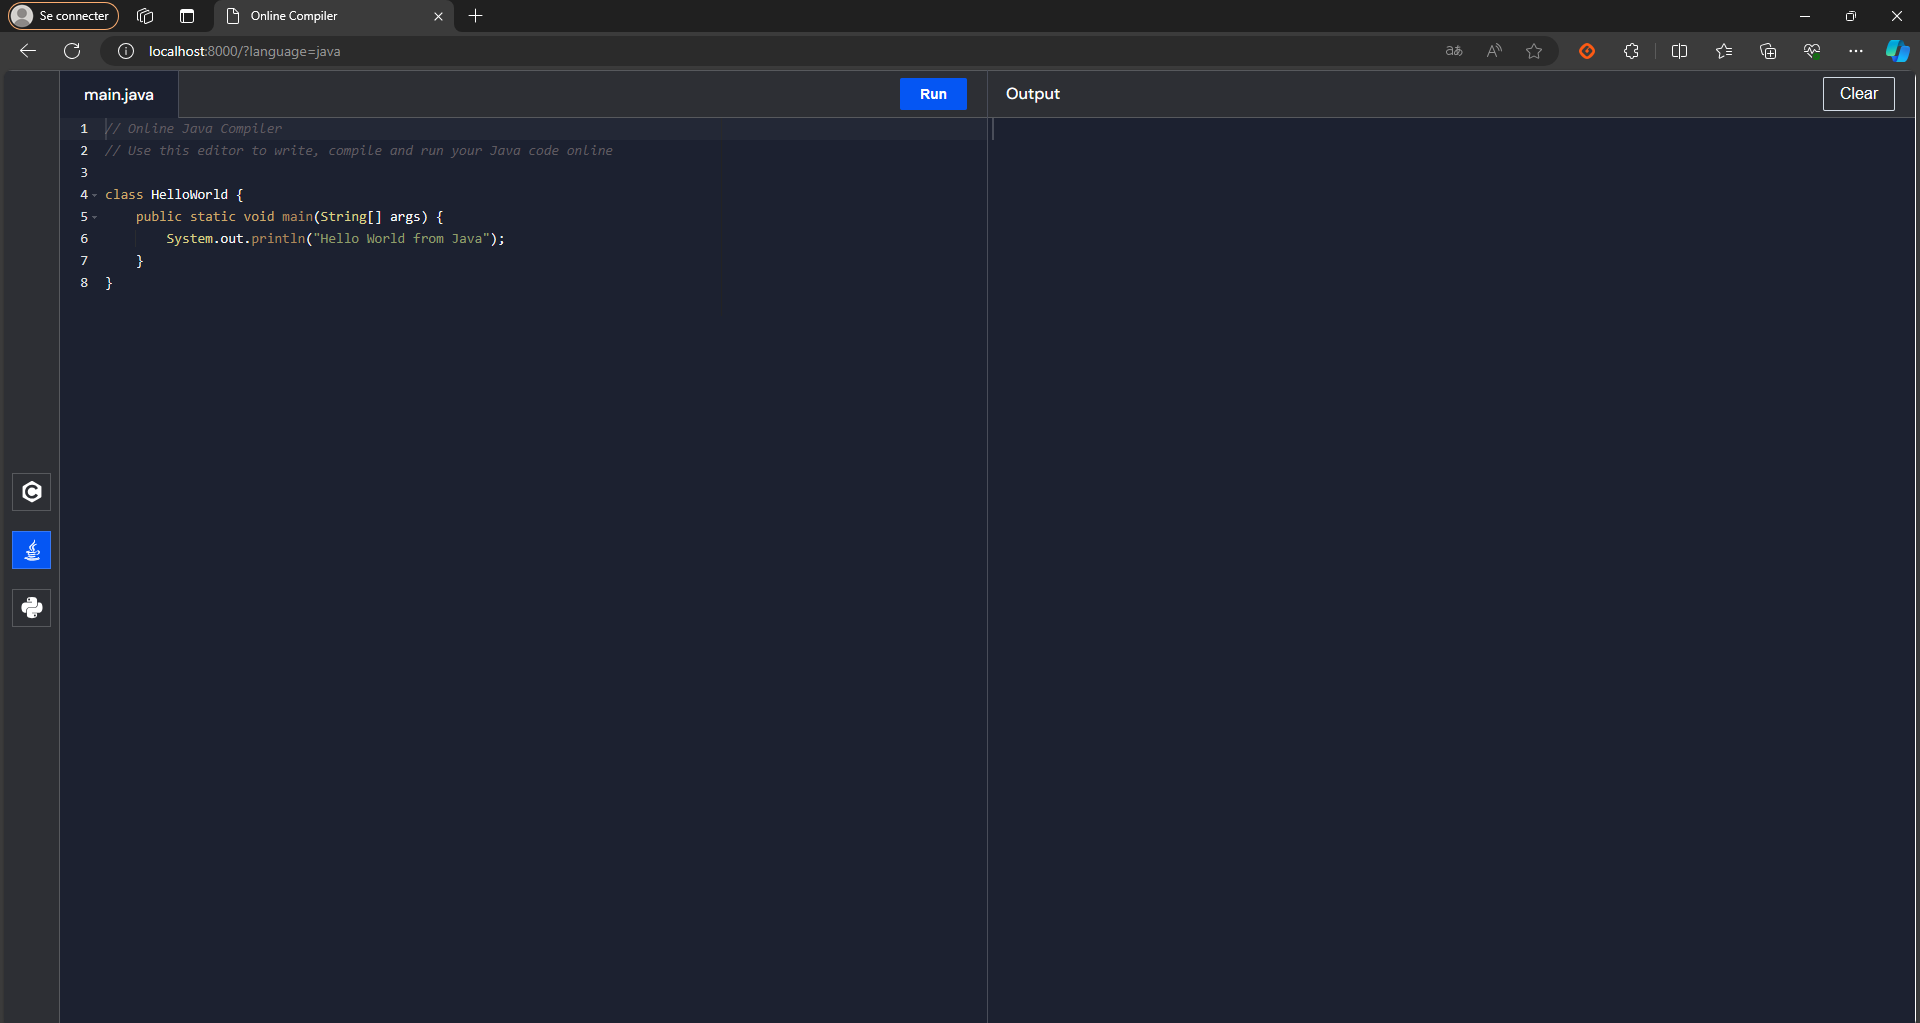 Se connecter
Online Compiler
localhost:8000/?language=java
main.java
Run
Output
Clear
1 // Online Java Compiler
2 // Use this editor to write, compile and run your Java code online
3
4 class HelloWorld {
5     public static void main(String[] args) {
6         System.out.println("Hello World from Java");
7     }
8 }